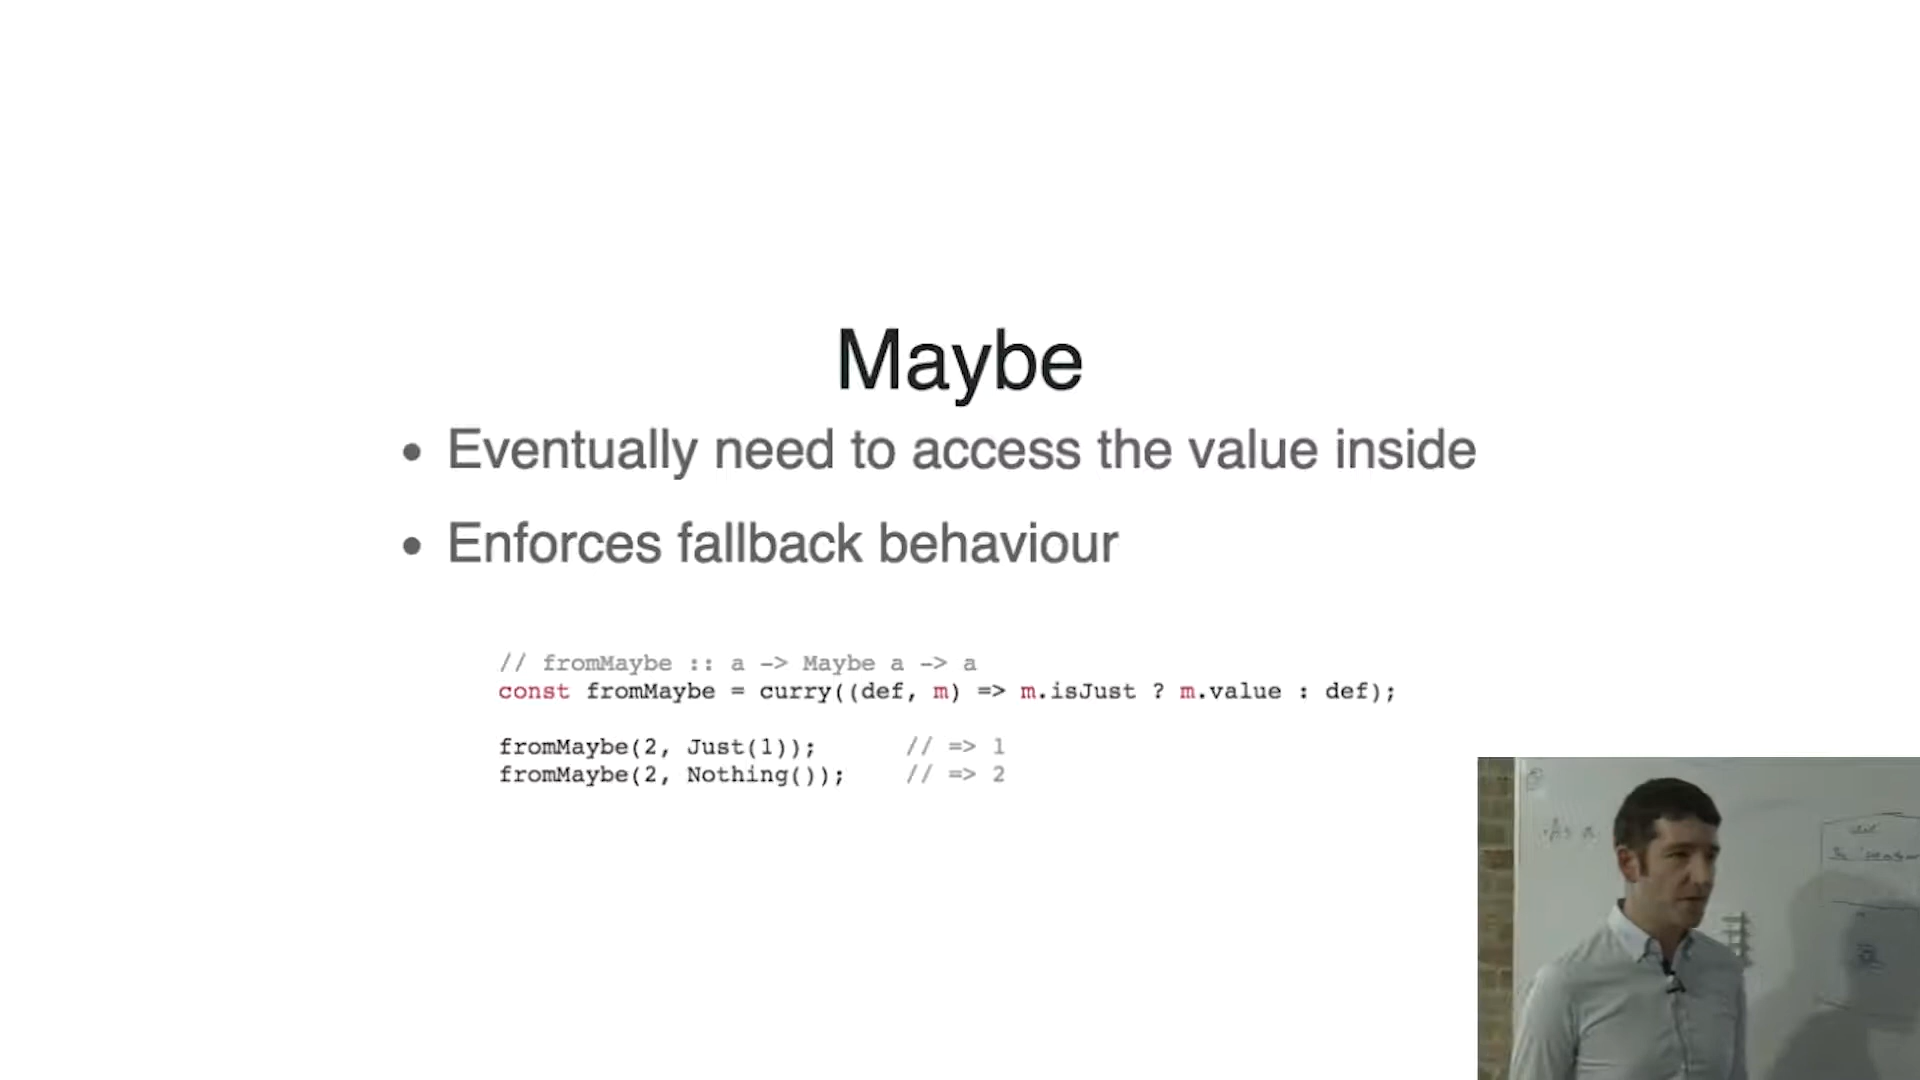 Maybe
• Eventually need to access the value inside
• Enforces fallback behaviour
// fromMaybe :: a -> Maybe a -> a
const fromMaybe = curry((def, m) => m.isJust ? m.value : def);
fromMaybe(2, Just(1)); // => 1
fromMaybe(2, Nothing()); // => 2